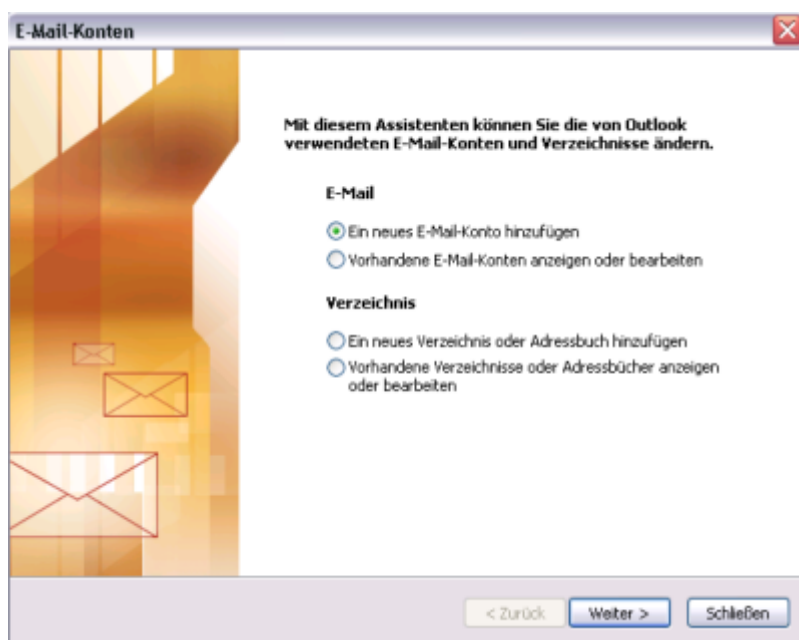 E-Mail-Konten
Mit diesem Assistenten können Sie die von Outlook
verwendeten E-Mail-Konten und Verzeichnisse ändern.
E-Mail
Ein neues E-Mail-Konto hinzufügen
Vorhandene E-Mail-Konten anzeigen oder bearbeiten
Verzeichnis
Ein neues Verzeichnis oder Adressbuch hinzufügen
Vorhandene Verzeichnisse oder Adressbücher anzeigen
oder bearbeiten
< Zurück Weiter > Schließen